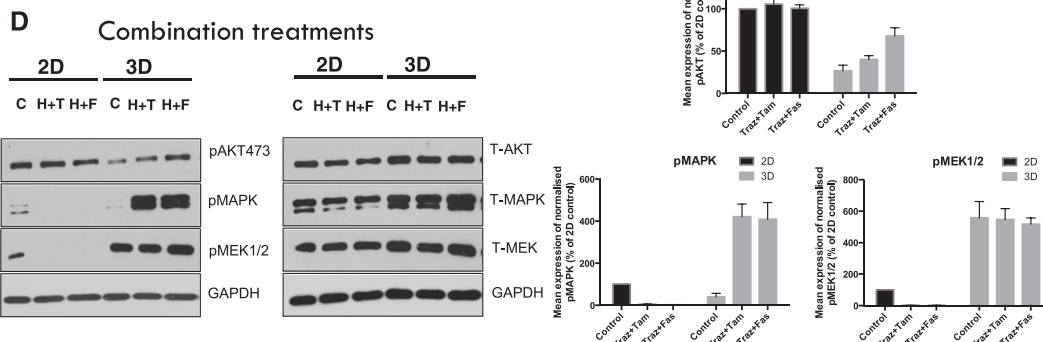 D
Combination treatments
2D 3D
C H+T H+F C H+T H+F
pAKT473
pMAPK
pMEK1/2
GAPDH
2D 3D
C H+T H+F C H+T H+F
T-AKT
T-MAPK
T-MEK
GAPDH
Mean expression of
pAKT (% of 2D control)
100
50
0
Control
Traz+Tam
Traz+Fas
Control
Traz+Tam
Traz+Fas
pMAPK
2D
3D
Mean expression of normalised
pMAPK (% of 2D control)
600
400
200
0
Control
Traz+Tam
Traz+Fas
Control
Traz+Tam
Traz+Fas
pMEK1/2
2D
3D
Mean expression of normalised
pMEK1/2 (% of 2D control)
800
600
400
200
0
Control
Traz+Tam
Traz+Fas
Control
Traz+Tam
Traz+Fas